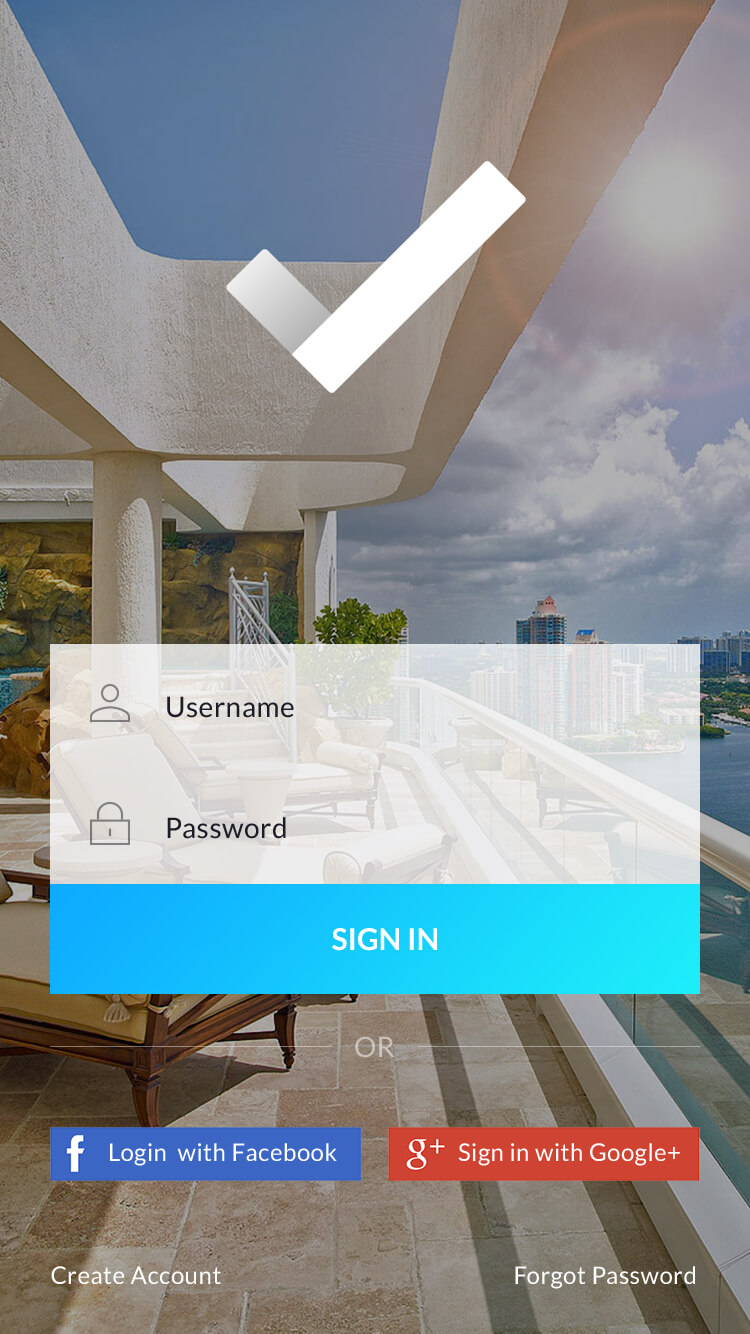 Username
Password
SIGN IN
OR
f Login with Facebook
g+ Sign in with Google+
Create Account
Forgot Password